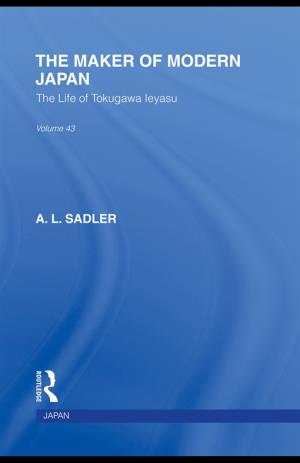 THE MAKER OF MODERN
JAPAN
The Life of Tokugawa Ieyasu
Volume 43
A. L. SADLER
ROUTLEDGE
JAPAN